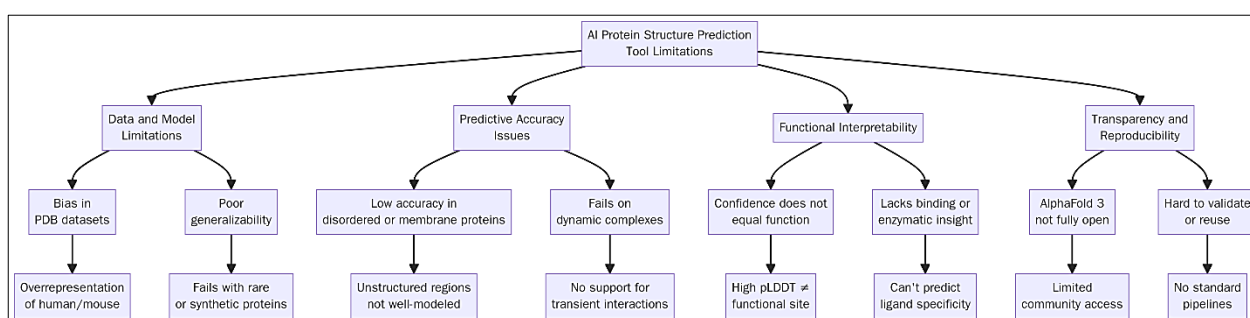 AI Protein Structure Prediction
Tool Limitations
Data and Model
Limitations
Predictive Accuracy
Issues
Functional Interpretability
Transparency and
Reproducibility
Bias in
PDB datasets
Poor
generalizability
Low accuracy in
disordered or membrane proteins
Fails on
dynamic complexes
Confidence does not
equal function
Lacks binding or
enzymatic insight
AlphaFold 3
not fully open
Hard to validate
or reuse
Overrepresentation
of human/mouse
Fails with rare
or synthetic proteins
Unstructured regions
not well-modeled
No support for
transient interactions
High pLDDT ≠
functional site
Can't predict
ligand specificity
Limited
community access
No standard
pipelines